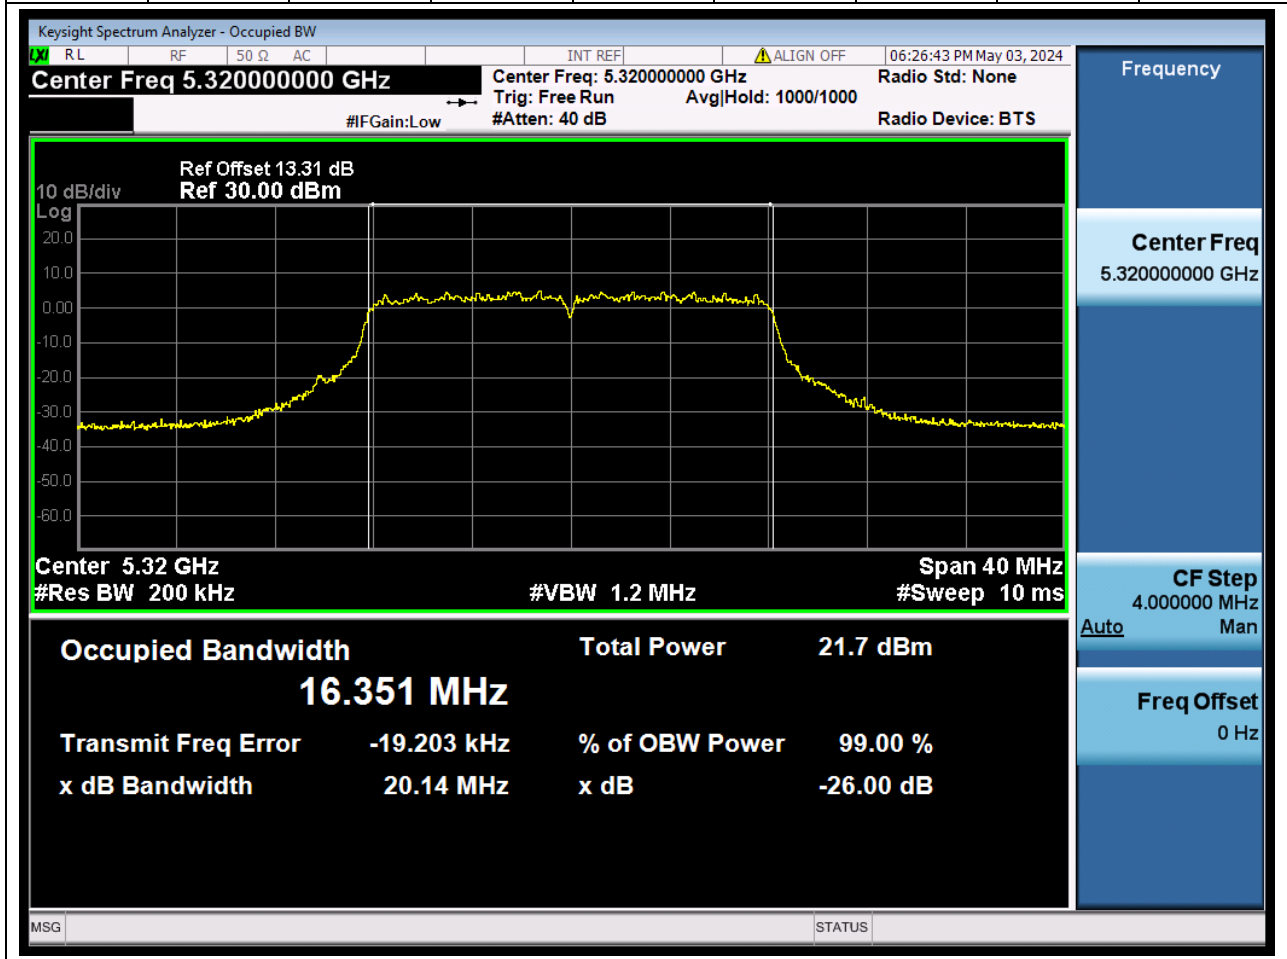 Keysight Spectrum Analyzer - Occupied BW
LXI RL RF 50 Ω AC INT REF ALIGN OFF 06:26:43 PM May 03, 2024
Center Freq 5.320000000 GHz
Center Freq: 5.320000000 GHz
Radio Std: None
Trig: Free Run Avg|Hold: 1000/1000
#IFGain:Low
#Atten: 40 dB
Radio Device: BTS
Ref Offset 13.31 dB
10 dB/div Ref 30.00 dBm
Log
20.0
10.0
0.00
-10.0
-20.0
-30.0
-40.0
-50.0
-60.0
Center 5.32 GHz Span 40 MHz
#Res BW 200 kHz #VBW 1.2 MHz #Sweep 10 ms
Occupied Bandwidth Total Power 21.7 dBm
16.351 MHz
Transmit Freq Error -19.203 kHz % of OBW Power 99.00 %
x dB Bandwidth 20.14 MHz x dB -26.00 dB
MSG STATUS
Frequency
Center Freq
5.320000000 GHz
CF Step
4.000000 MHz
Auto Man
Freq Offset
0 Hz